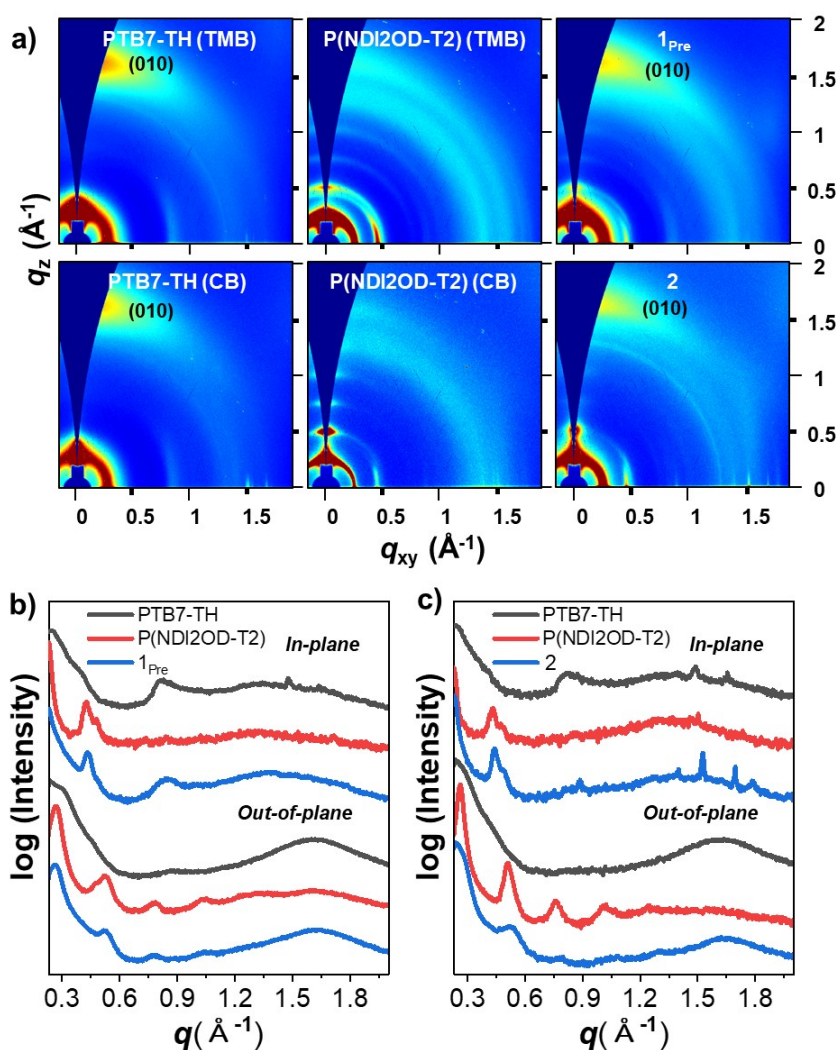 a)
PTB7-TH (TMB)
(010)
P(NDI2OD-T2) (TMB)
1Pre
(010)
2
1.5
1
0.5
0
PTB7-TH (CB)
(010)
P(NDI2OD-T2) (CB)
2
(010)
2
1.5
1
0.5
0
qz (Å-1)
0 0.5 1 1.5
0 0.5 1 1.5
0 0.5 1 1.5
qxy (Å-1)
b)
PTB7-TH
P(NDI2OD-T2)
1Pre
In-plane
Out-of-plane
log (Intensity)
0.3 0.6 0.9 1.2 1.5 1.8
q( Å-1)
c)
PTB7-TH
P(NDI2OD-T2)
2
In-plane
Out-of-plane
log (Intensity)
0.3 0.6 0.9 1.2 1.5 1.8
q( Å-1)